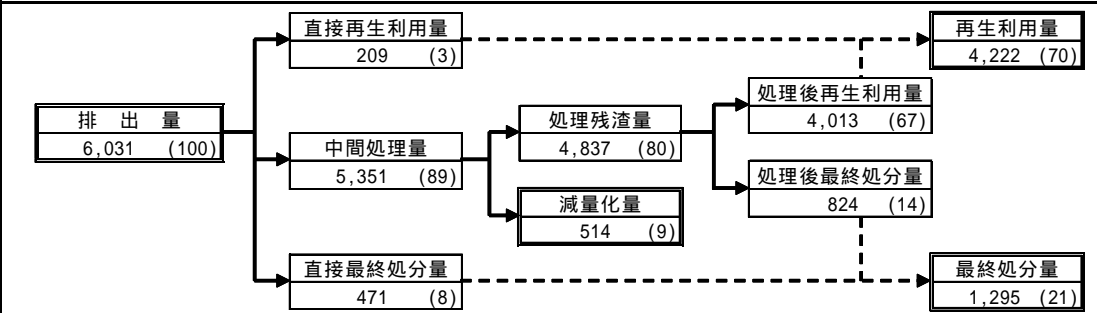 直接再生利用量
209 (3)
再生利用量
4,222 (70)
処理後再生利用量
4,013 (67)
排 出 量
6,031 (100)
処理残渣量
4,837 (80)
中間処理量
5,351 (89)
処理後最終処分量
824 (14)
減量化量
514 (9)
直接最終処分量
471 (8)
最終処分量
1,295 (21)